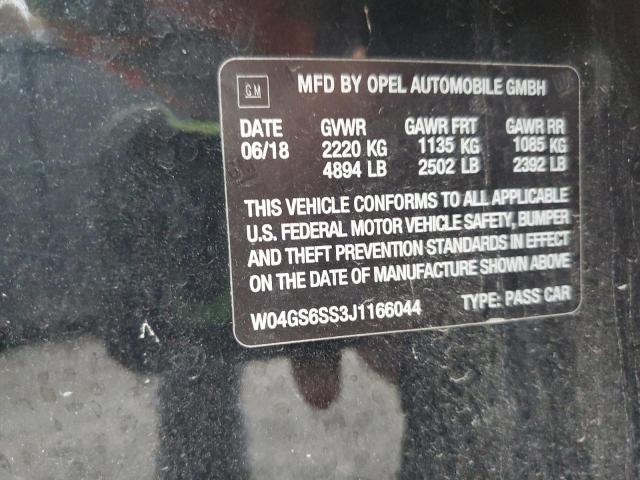 GM
MFD BY OPEL AUTOMOBILE GMBH
DATE GVWR GAWR FRT GAWR RR
06/18 2220 KG 1135 KG 1085 KG
4894 LB 2502 LB 2392 LB
THIS VEHICLE CONFORMS TO ALL APPLICABLE
U.S. FEDERAL MOTOR VEHICLE SAFETY, BUMPER
AND THEFT PREVENTION STANDARDS IN EFFECT
ON THE DATE OF MANUFACTURE SHOWN ABOVE
W04GS6SS3J1166044 TYPE: PASS CAR